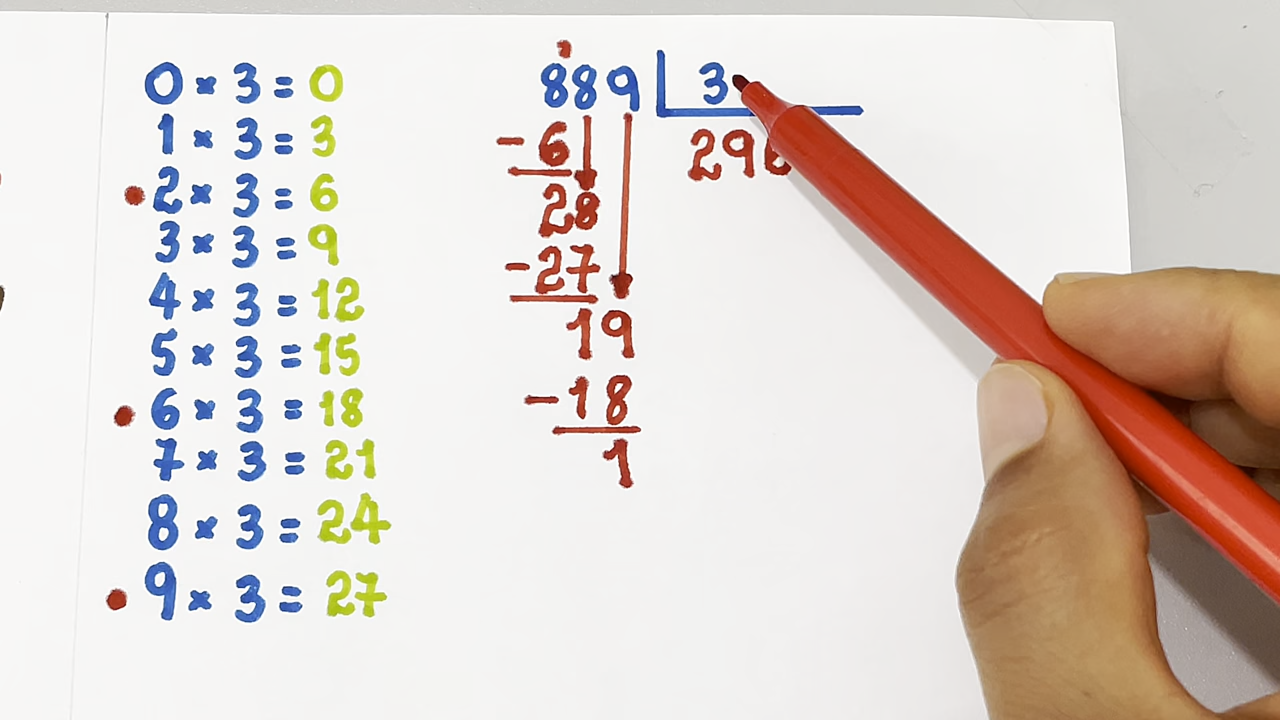 0 × 3 = 0
1 × 3 = 3
2 × 3 = 6
3 × 3 = 9
4 × 3 = 12
5 × 3 = 15
6 × 3 = 18
7 × 3 = 21
8 × 3 = 24
9 × 3 = 27
889 3
-6 296
28
-27
19
-18
1